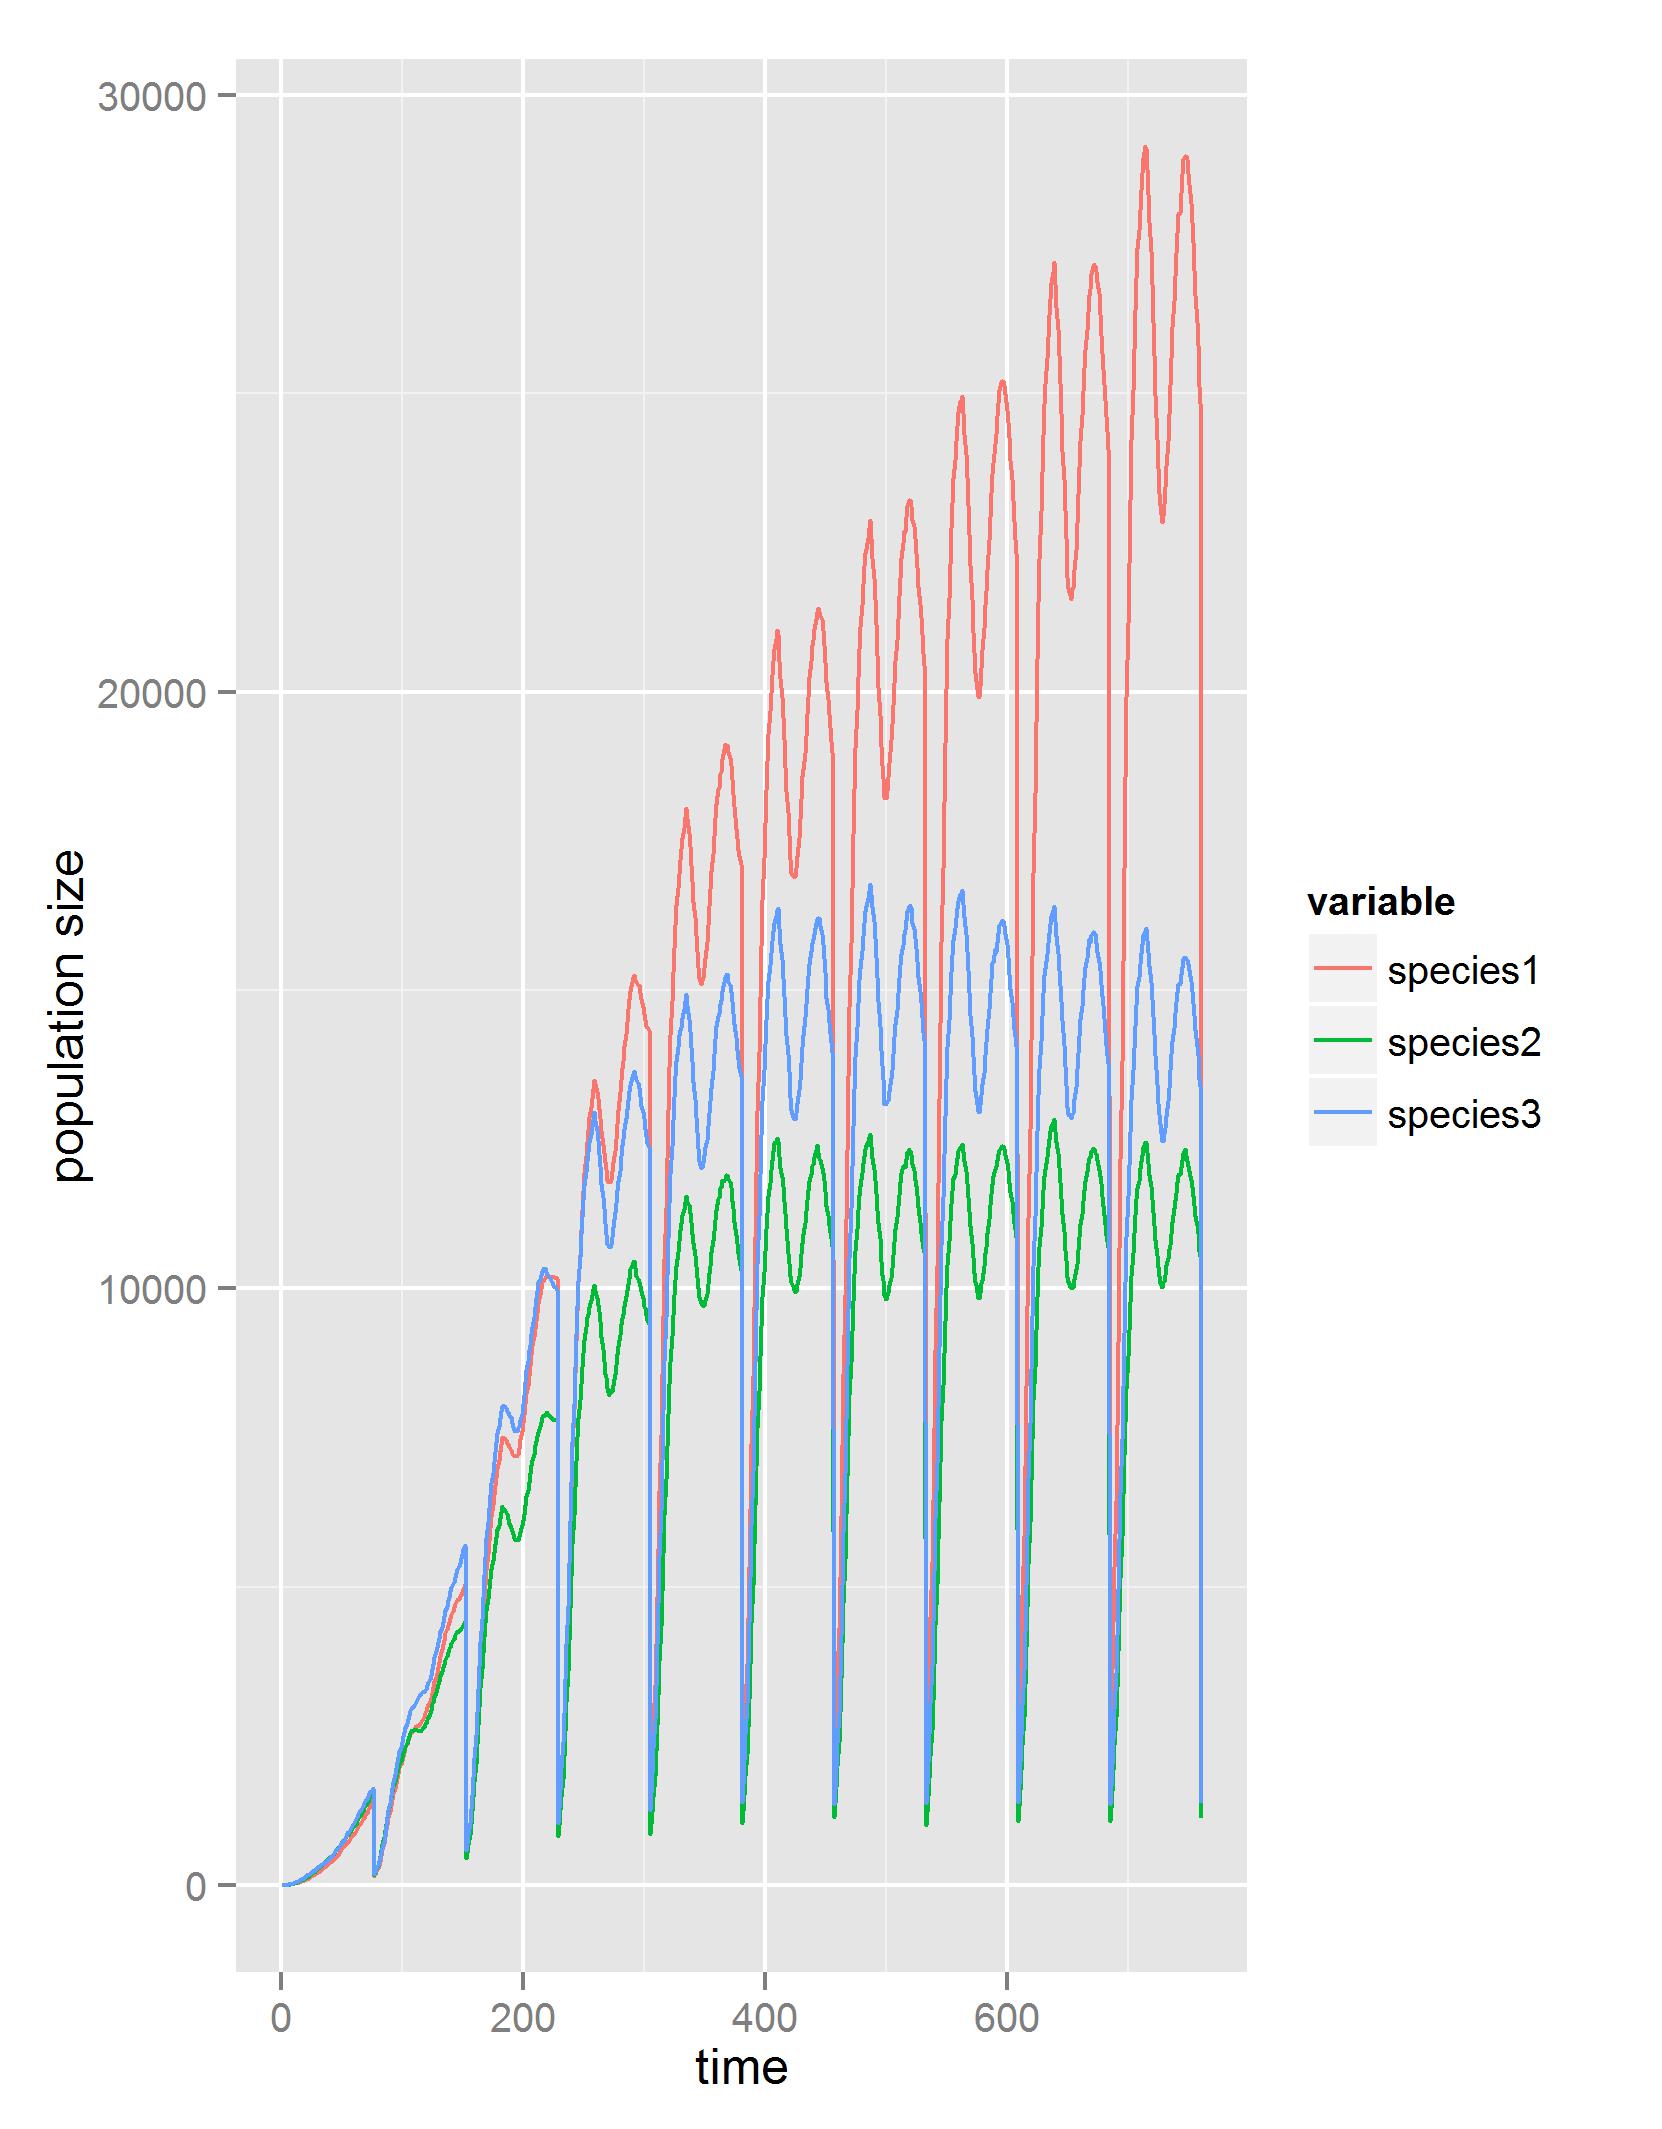 30000
20000
10000
0
population size
0 200 400 600
time
variable
species1
species2
species3